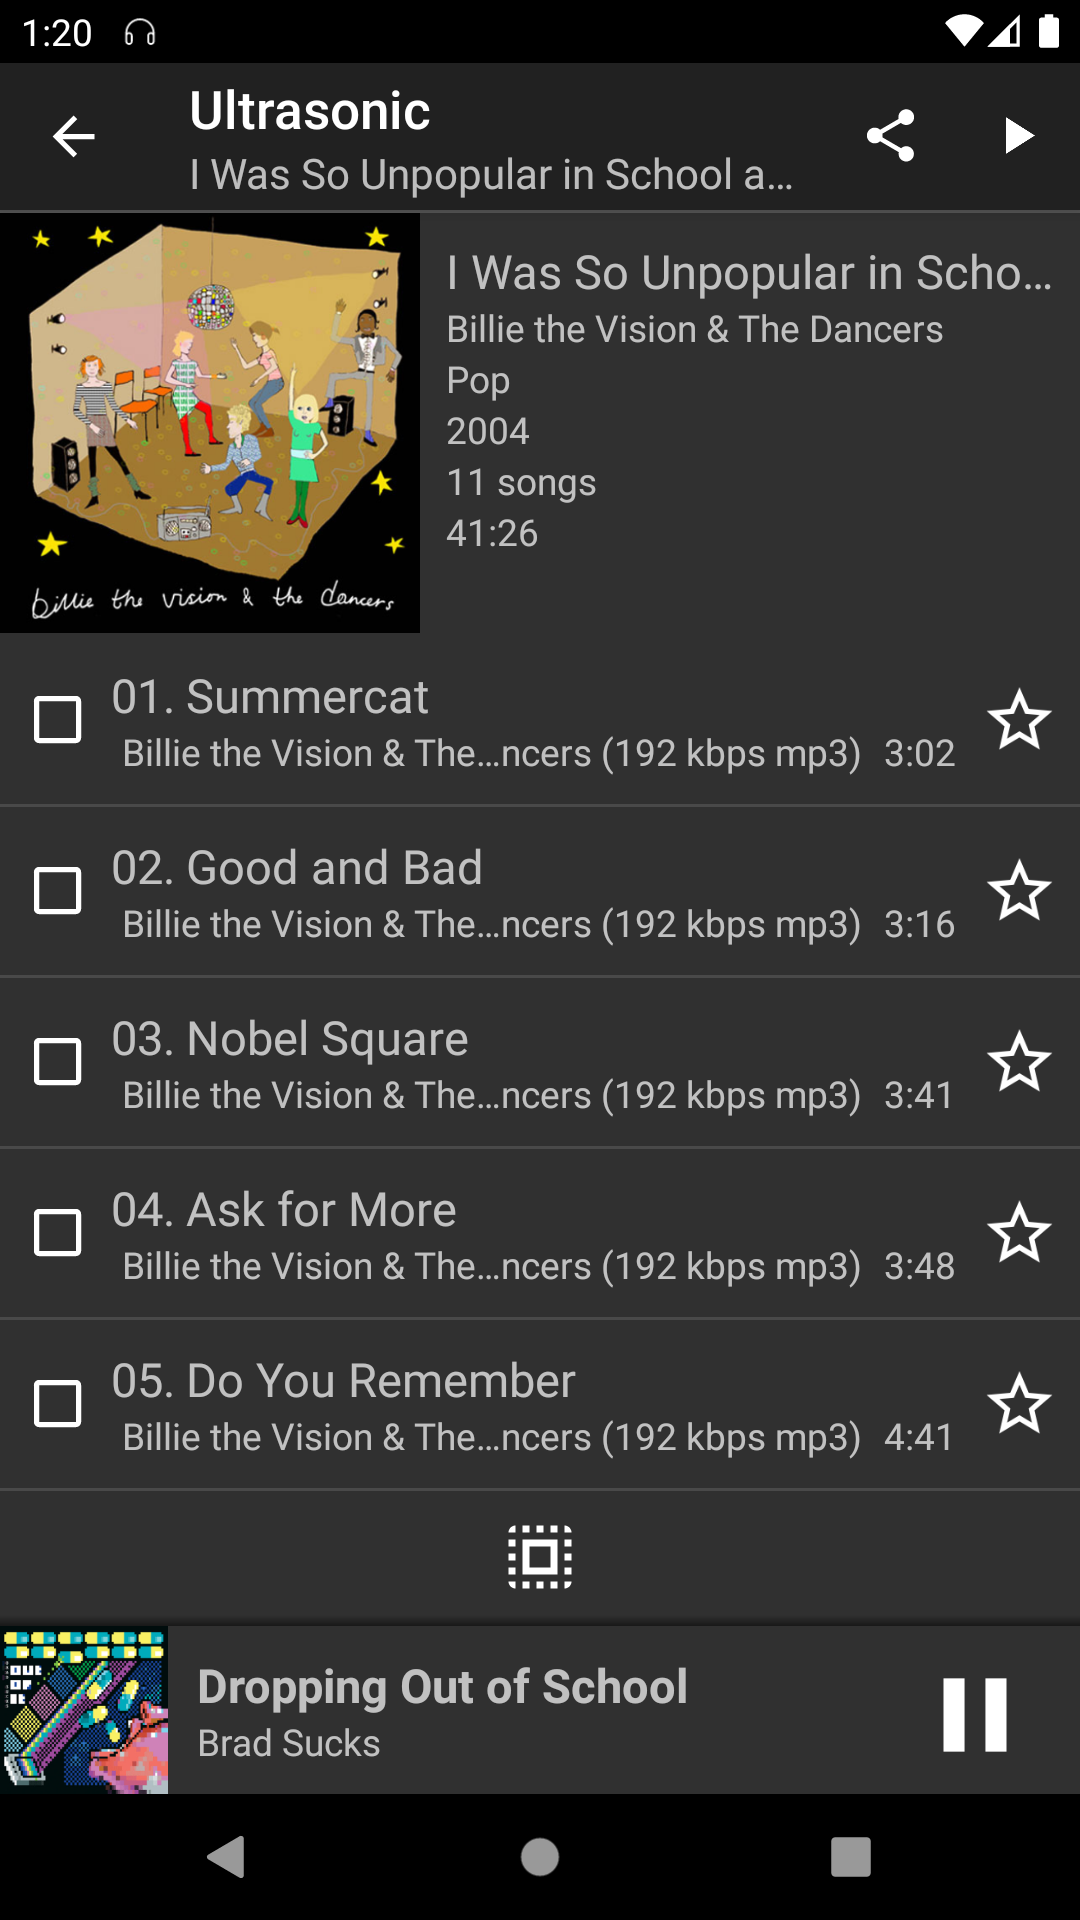 1:20
Ultrasonic
I Was So Unpopular in School a...
billie the vision & the dancers
I Was So Unpopular in Scho...
Billie the Vision & The Dancers
Pop
2004
11 songs
41:26
01. Summercat
Billie the Vision & The...ncers (192 kbps mp3) 3:02
02. Good and Bad
Billie the Vision & The...ncers (192 kbps mp3) 3:16
03. Nobel Square
Billie the Vision & The...ncers (192 kbps mp3) 3:41
04. Ask for More
Billie the Vision & The...ncers (192 kbps mp3) 3:48
05. Do You Remember
Billie the Vision & The...ncers (192 kbps mp3) 4:41
OUT
OF
IT
Dropping Out of School
Brad Sucks